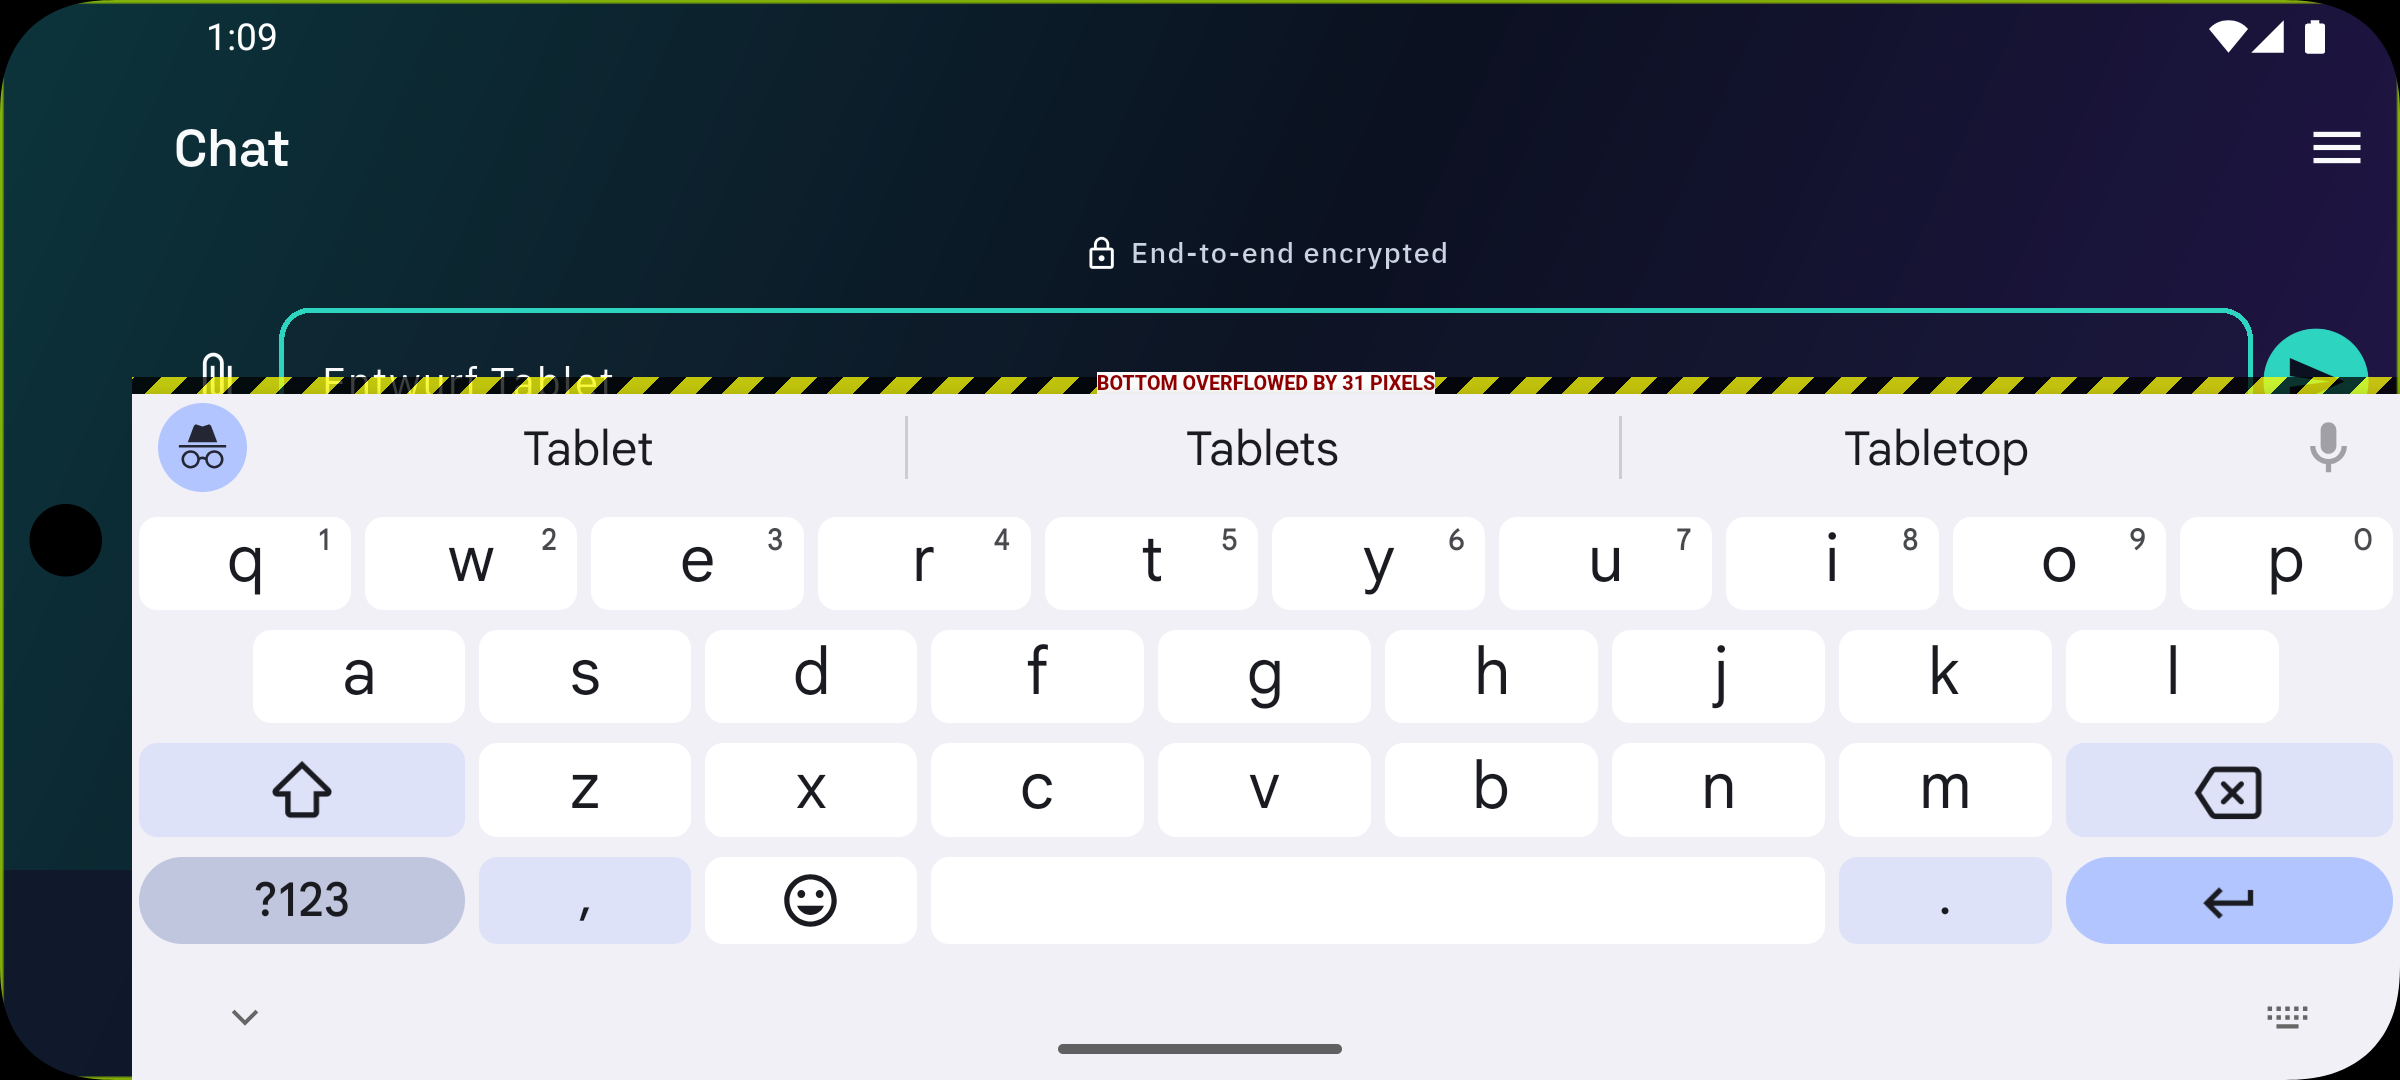 1:09
Chat
End-to-end encrypted
Entwurf Tablet
BOTTOM OVERFLOWED BY 31 PIXELS
Tablet Tablets Tabletop
q 1 w 2 e 3 r 4 t 5 y 6 u 7 i 8 o 9 p 0
a s d f g h j k l
z x c v b n m
?123 , .